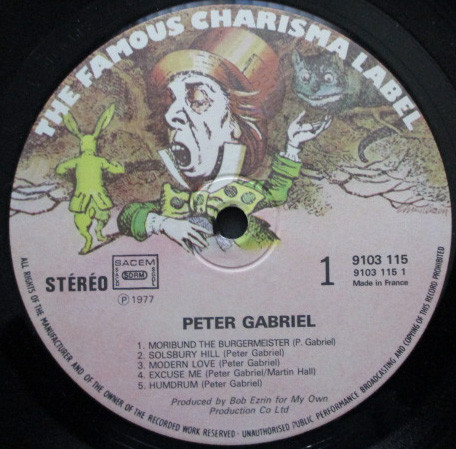 THE FAMOUS CHARISMA LABEL
STÉRÉO
SACEM
SACD
SDRM
SGDL
℗ 1977
1
9103 115
9103 115 1
Made in France
PETER GABRIEL
1. MORIBUND THE BURGERMEISTER (P. Gabriel)
2. SOLSBURY HILL (Peter Gabriel)
3. MODERN LOVE (Peter Gabriel)
4. EXCUSE ME (Peter Gabriel/Martin Hall)
5. HUMDRUM (Peter Gabriel)
Produced by Bob Ezrin for My Own
Production Co Ltd
ALL RIGHTS OF THE MANUFACTURER AND OF THE OWNER OF THE RECORDED WORK RESERVED · UNAUTHORISED PUBLIC PERFORMANCE BROADCASTING AND COPYING OF THIS RECORD PROHIBITED